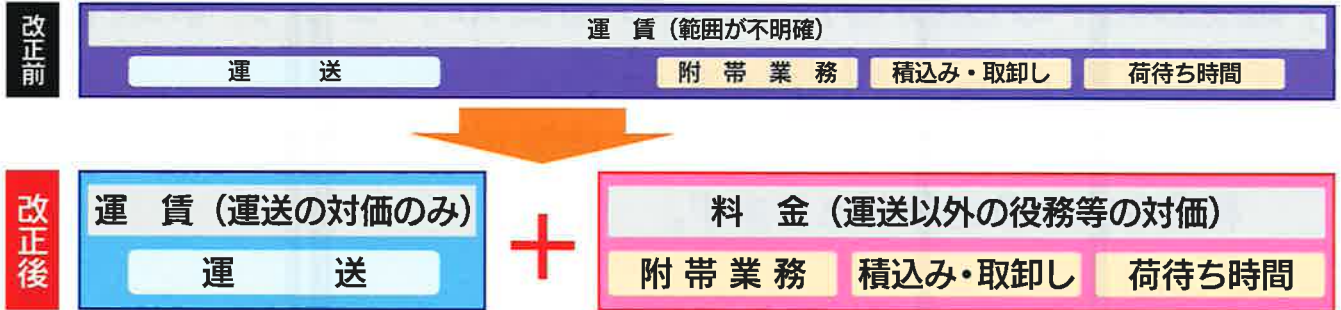 改正前
運 賃（範囲が不明確）
運 送
附 帯 業 務
積込み・取卸し
荷待ち時間
改正後
運 賃（運送の対価のみ）
運 送
＋
料 金（運送以外の役務等の対価）
附 帯 業 務
積込み・取卸し
荷待ち時間